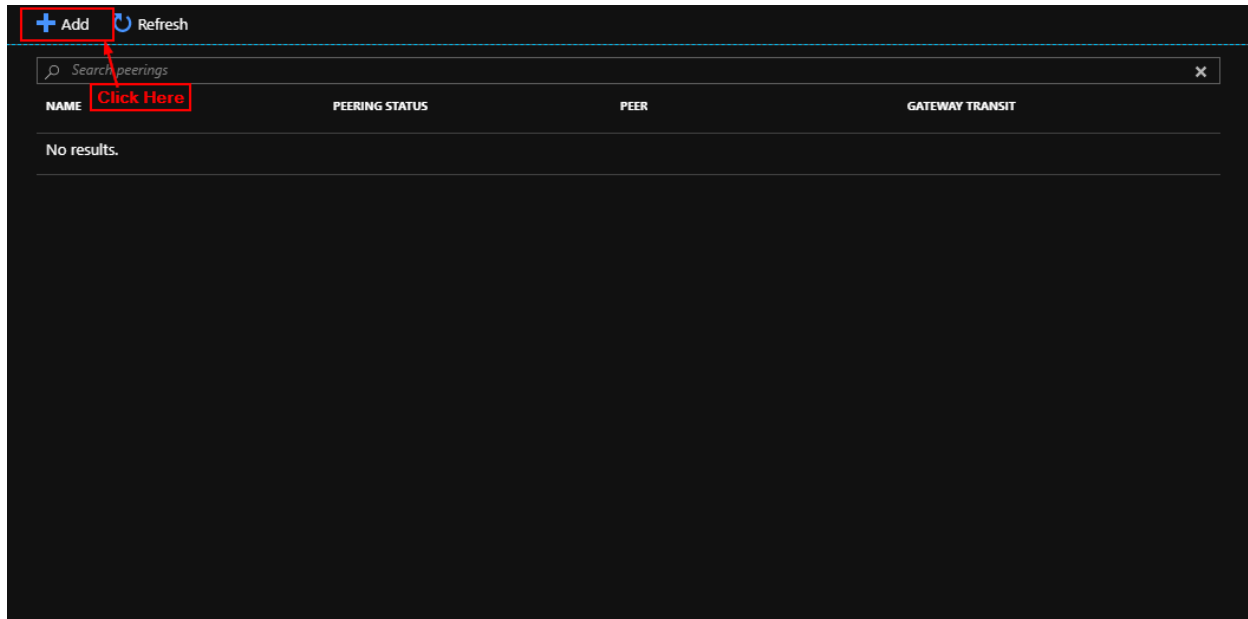 Add Refresh
Search peerings
Click Here
NAME PEERING STATUS PEER GATEWAY TRANSIT
No results.